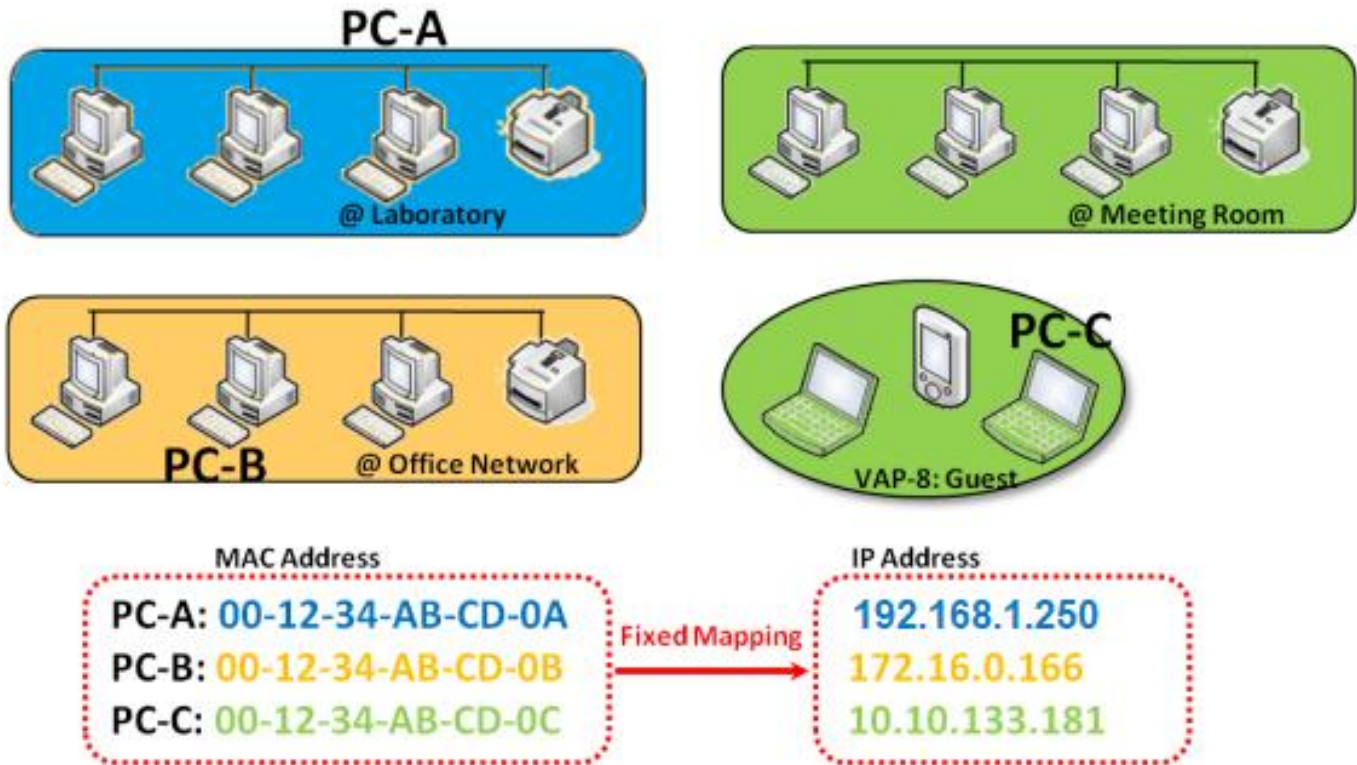 PC-A
@ Laboratory
@ Meeting Room
PC-B
@ Office Network
PC-C
VAP-8: Guest
MAC Address
IP Address
PC-A: 00-12-34-AB-CD-0A
PC-B: 00-12-34-AB-CD-0B
PC-C: 00-12-34-AB-CD-0C
Fixed Mapping
192.168.1.250
172.16.0.166
10.10.133.181